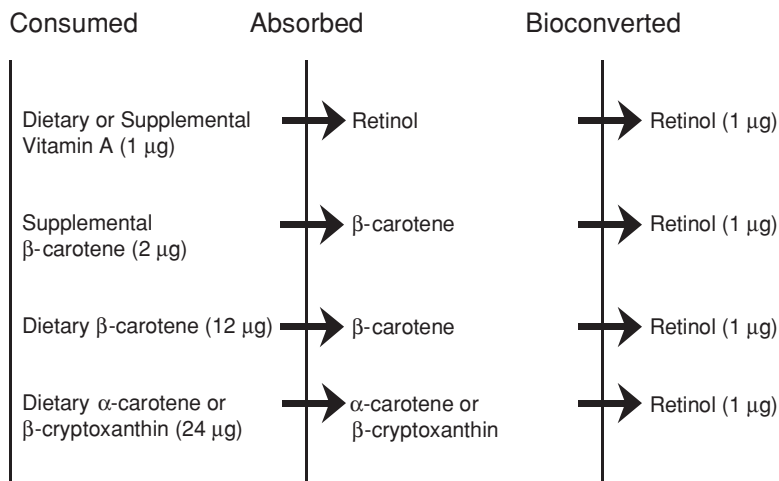 Consumed Absorbed Bioconverted
Dietary or Supplemental
Vitamin A (1 μg)
Retinol
Retinol (1 μg)
Supplemental
β-carotene (2 μg)
β-carotene
Retinol (1 μg)
Dietary β-carotene (12 μg)
β-carotene
Retinol (1 μg)
Dietary α-carotene or
β-cryptoxanthin (24 μg)
α-carotene or
β-cryptoxanthin
Retinol (1 μg)